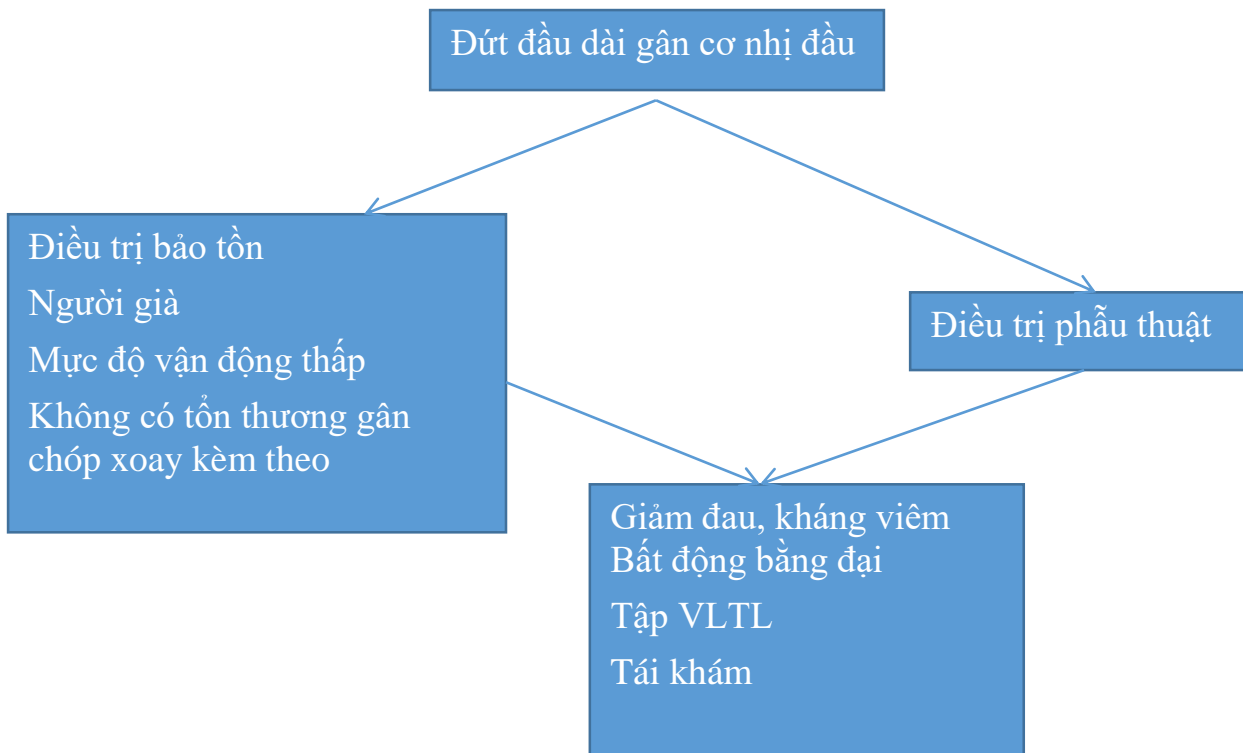 Đứt đầu dài gân cơ nhị đầu
Điều trị bảo tồn
Người già
Mực độ vận động thấp
Không có tổn thương gân
chóp xoay kèm theo
Điều trị phẫu thuật
Giảm đau, kháng viêm
Bất động bằng đại
Tập VLTL
Tái khám